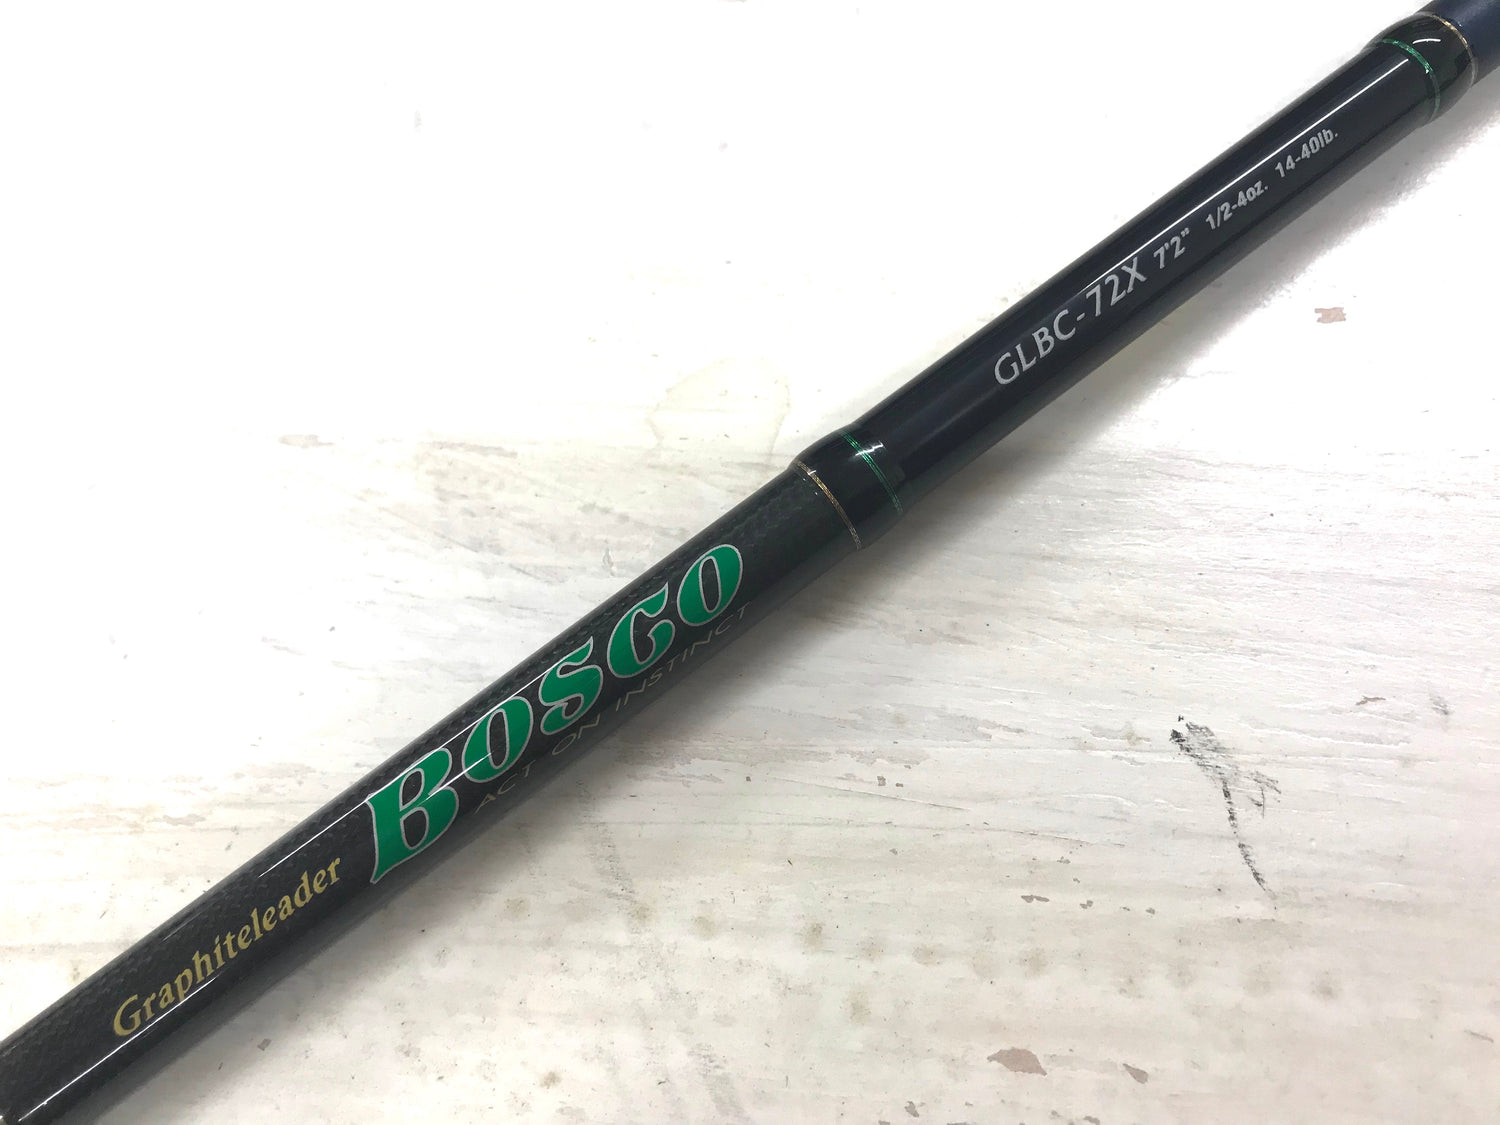 Graphiteleader
BOSCO
ACT ON INSTINCT
GLBC-72X 7'2" 1/2-4oz. 14-40lb.